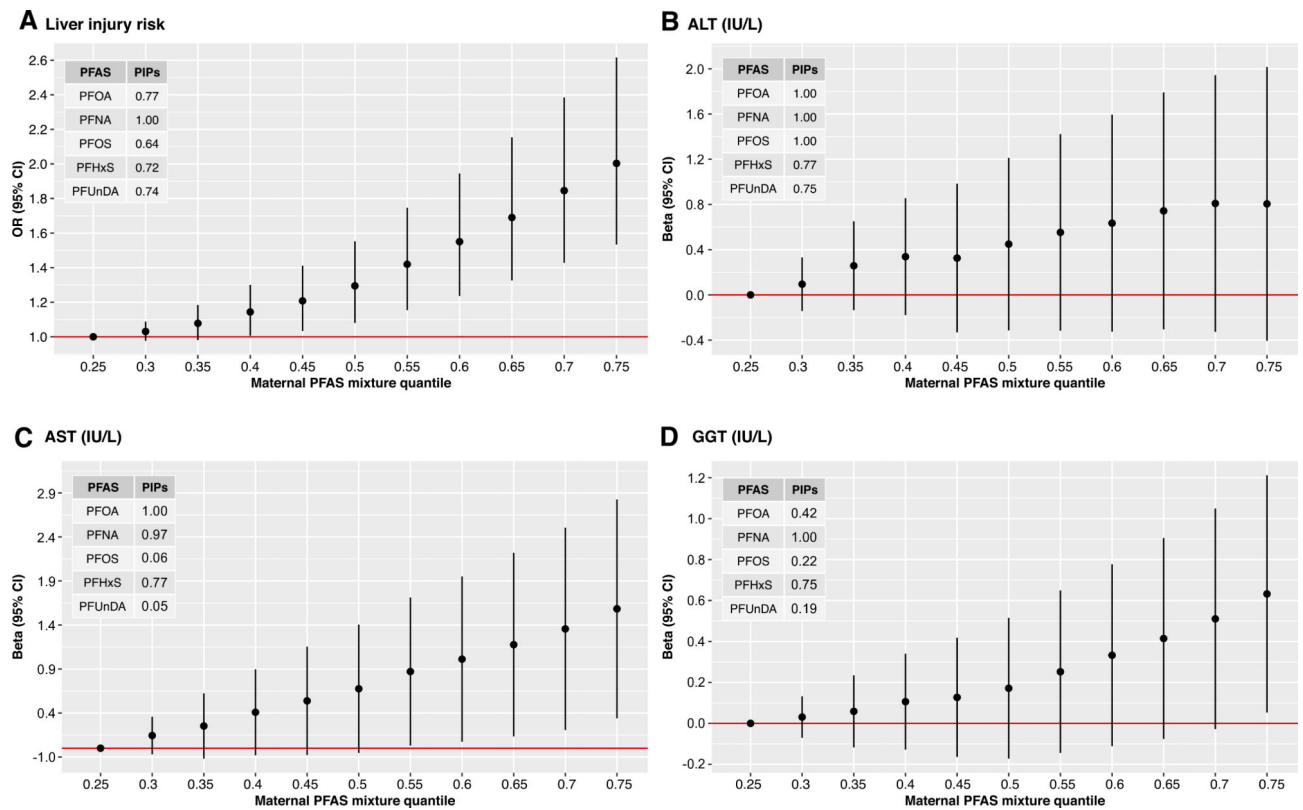 A Liver injury risk
OR (95% CI)
2.6
2.4
2.2
2.0
1.8
1.6
1.4
1.2
1.0
PFAS PIPs
PFOA 0.77
PFNA 1.00
PFOS 0.64
PFHxS 0.72
PFUnDA 0.74
0.25 0.3 0.35 0.4 0.45 0.5 0.55 0.6 0.65 0.7 0.75
Maternal PFAS mixture quantile
B ALT (IU/L)
Beta (95% CI)
2.0
1.6
1.2
0.8
0.4
0.0
-0.4
PFAS PIPs
PFOA 1.00
PFNA 1.00
PFOS 1.00
PFHxS 0.77
PFUnDA 0.75
0.25 0.3 0.35 0.4 0.45 0.5 0.55 0.6 0.65 0.7 0.75
Maternal PFAS mixture quantile
C AST (IU/L)
Beta (95% CI)
2.9
2.4
1.9
1.4
0.9
0.4
-1.0
PFAS PIPs
PFOA 1.00
PFNA 0.97
PFOS 0.06
PFHxS 0.77
PFUnDA 0.05
0.25 0.3 0.35 0.4 0.45 0.5 0.55 0.6 0.65 0.7 0.75
Maternal PFAS mixture quantile
D GGT (IU/L)
Beta (95% CI)
1.2
1.0
0.8
0.6
0.4
0.2
0.0
-0.2
PFAS PIPs
PFOA 0.42
PFNA 1.00
PFOS 0.22
PFHxS 0.75
PFUnDA 0.19
0.25 0.3 0.35 0.4 0.45 0.5 0.55 0.6 0.65 0.7 0.75
Maternal PFAS mixture quantile